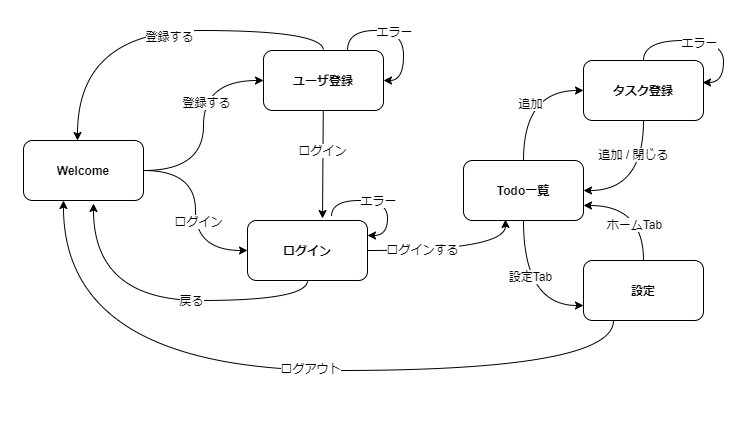 登録する
エラー
ユーザ登録
エラー
タスク登録
登録する
追加
ログイン
追加 / 閉じる
Welcome
Todo一覧
エラー
ログイン
ホームTab
ログイン
ログインする
設定Tab
設定
戻る
ログアウト